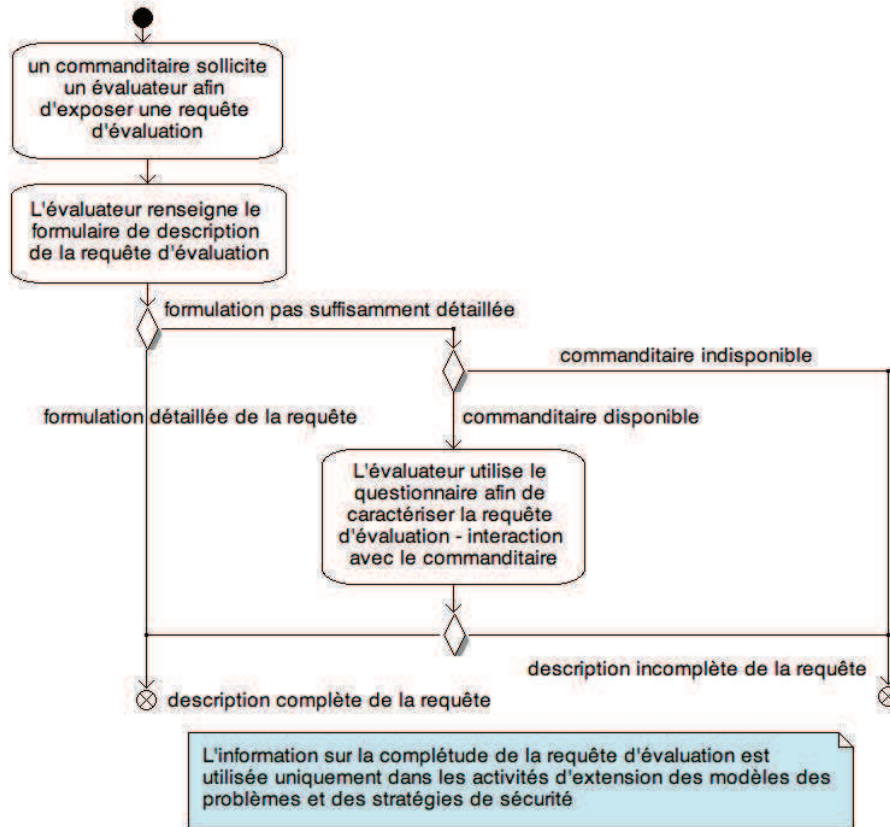 un commanditaire sollicite
un évaluateur afin
d'exposer une requête
d'évaluation
L'évaluateur renseigne le
formulaire de description
de la requête d'évaluation
formulation pas suffisamment détaillée
commanditaire indisponible
formulation détaillée de la requête
commanditaire disponible
L'évaluateur utilise le
questionnaire afin de
caractériser la requête
d'évaluation - interaction
avec le commanditaire
description incomplète de la requête
description complète de la requête
L'information sur la complétude de la requête d'évaluation est
utilisée uniquement dans les activités d'extension des modèles des
problèmes et des stratégies de sécurité